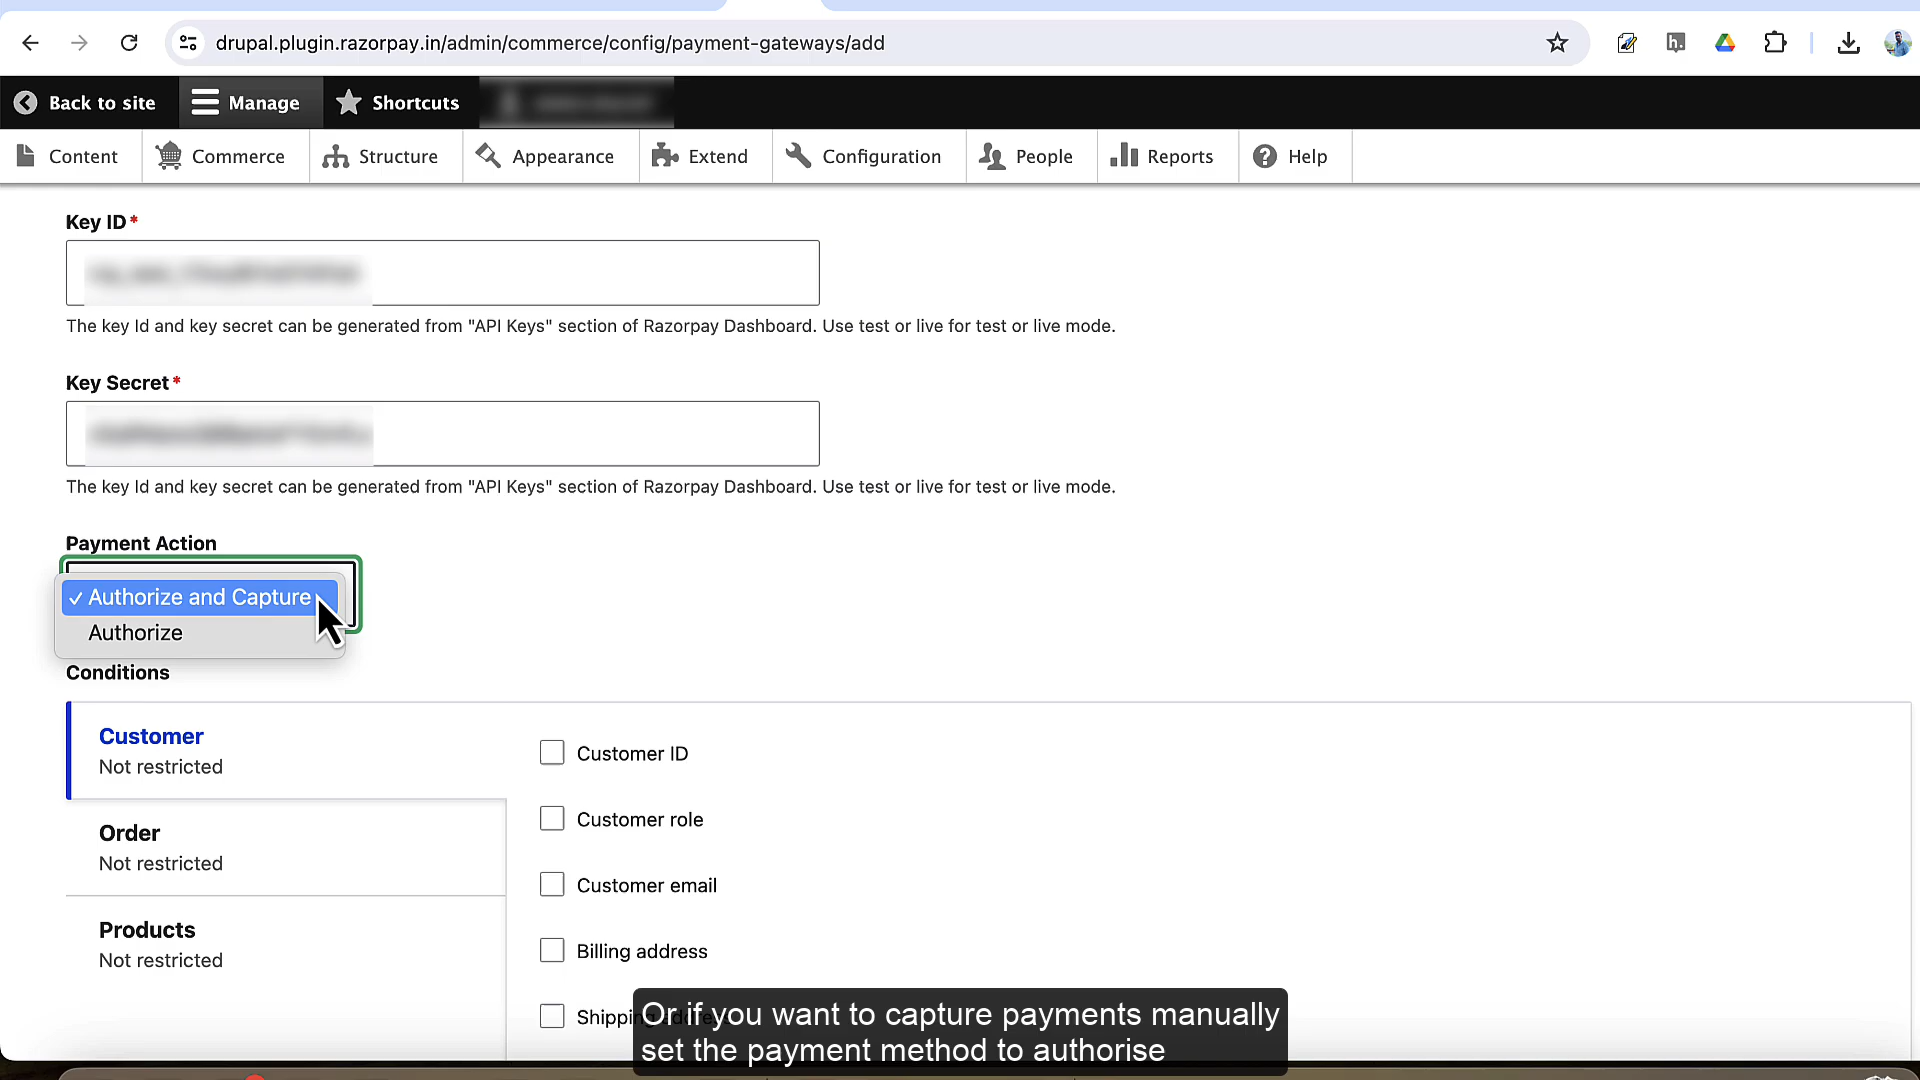 drupal.plugin.razorpay.in/admin/commerce/config/payment-gateways/add
Back to site
Manage
Shortcuts
Content
Commerce
Structure
Appearance
Extend
Configuration
People
Reports
Help
Key ID*
The key Id and key secret can be generated from "API Keys" section of Razorpay Dashboard. Use test or live for test or live mode.
Key Secret*
The key Id and key secret can be generated from "API Keys" section of Razorpay Dashboard. Use test or live for test or live mode.
Payment Action
✓ Authorize and Capture
Authorize
Conditions
Customer
Not restricted
Order
Not restricted
Products
Not restricted
Customer ID
Customer role
Customer email
Billing address
Or if you want to capture payments manually
set the payment method to authorise